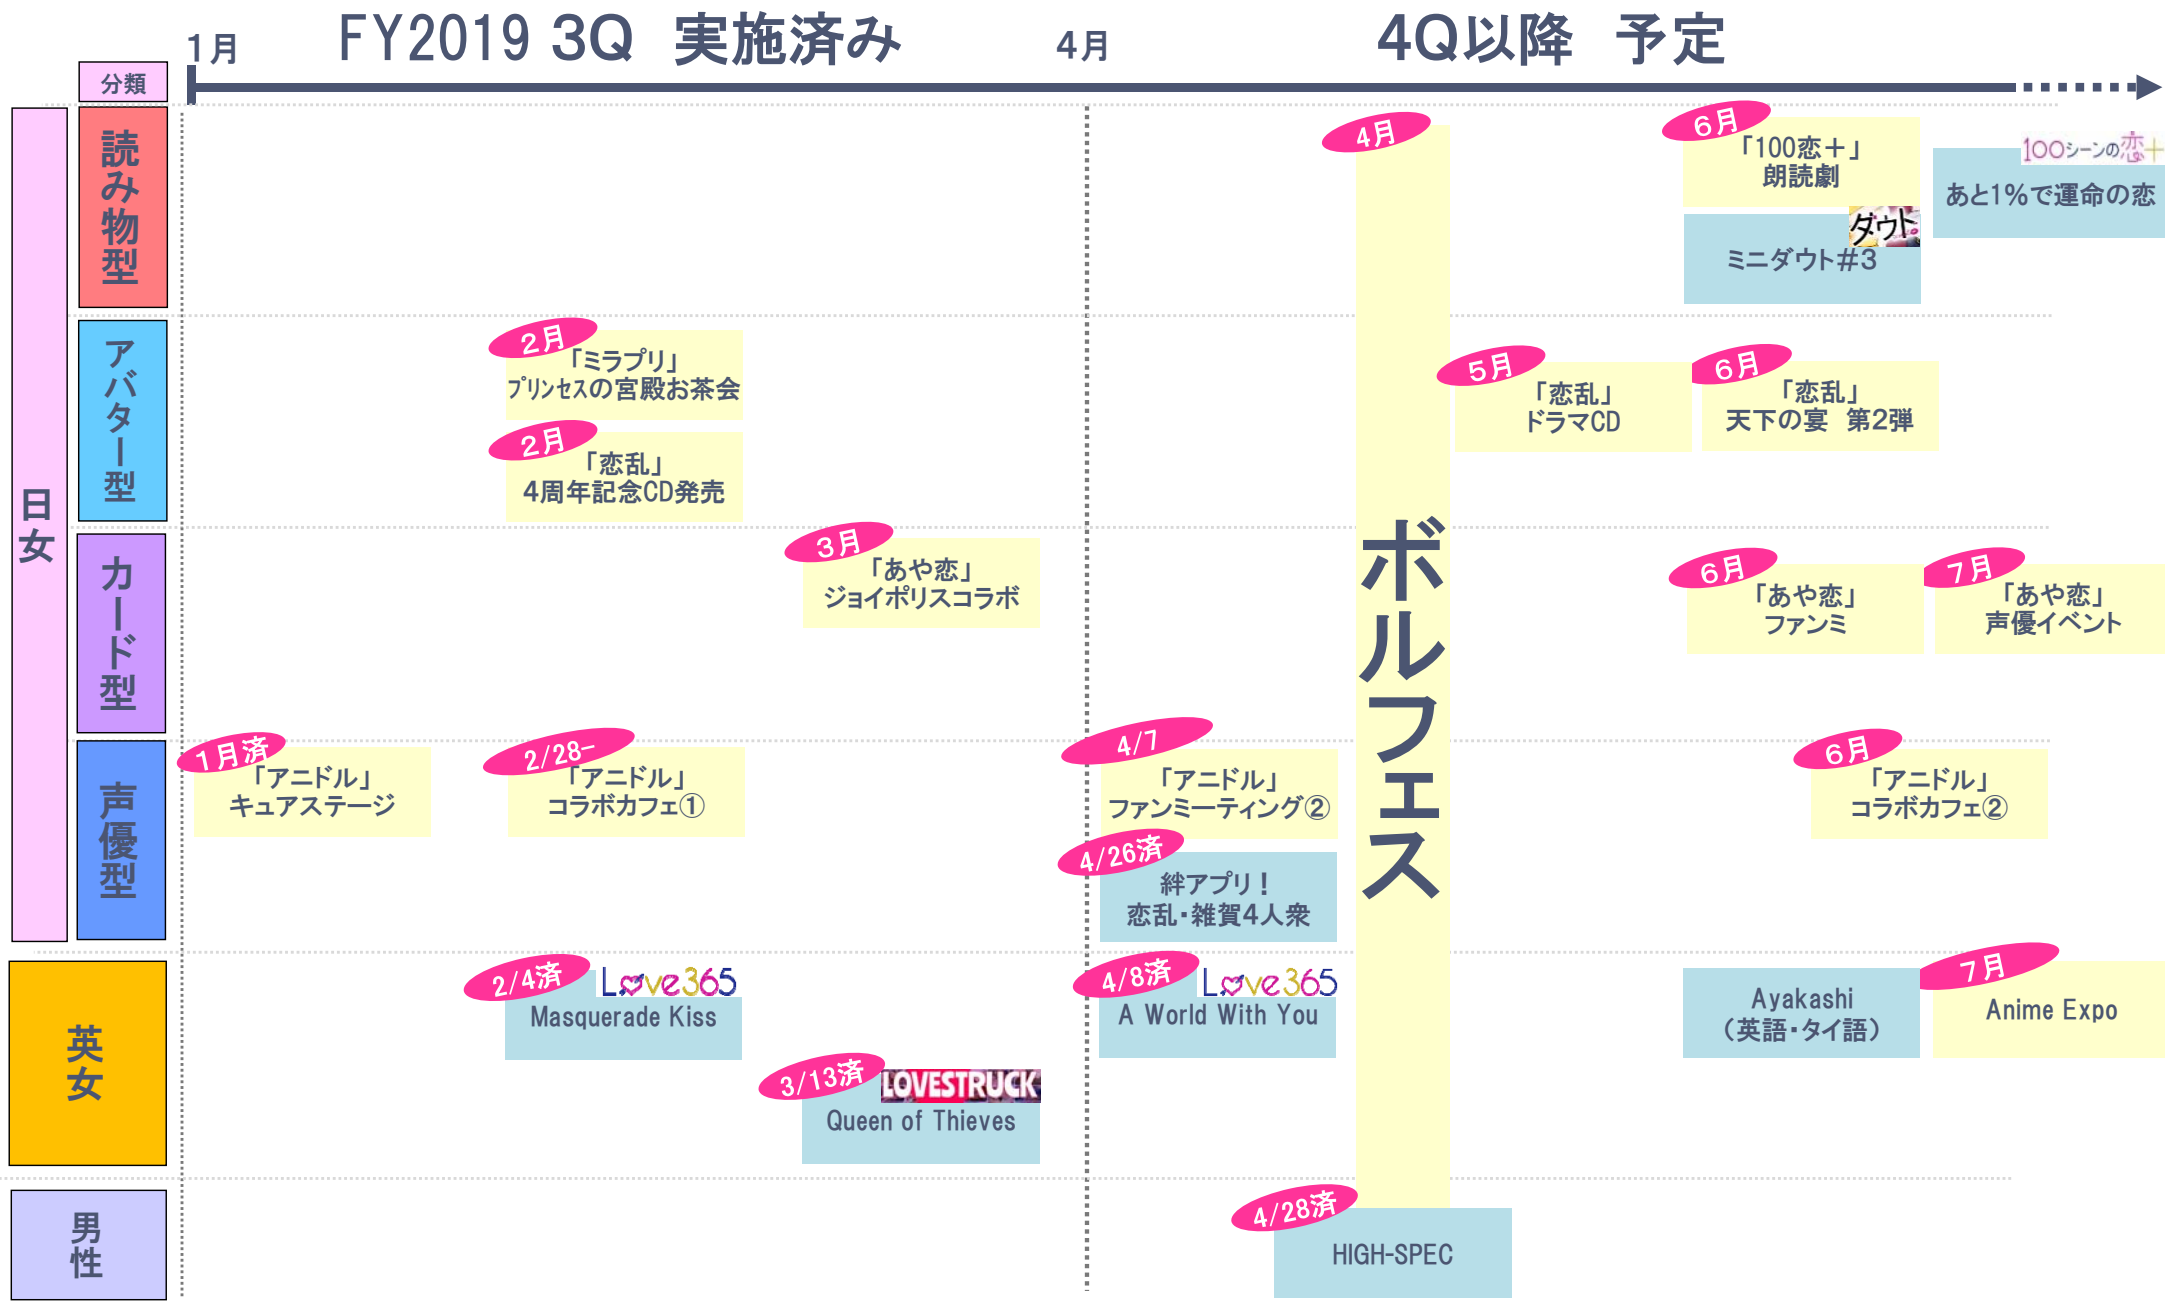 1月
FY2019 3Q 実施済み
4月
4Q以降 予定
分類
日女
読み物型
4月
ボルフェス
6月
「100恋＋」
朗読劇
ダウト
ミニダウト＃3
100シーンの恋＋
あと1％で運命の恋
アバター型
2月
「ミラプリ」
プリンセスの宮殿お茶会
2月
「恋乱」
4周年記念CD発売
5月
「恋乱」
ドラマCD
6月
「恋乱」
天下の宴 第2弾
カード型
3月
「あや恋」
ジョイポリスコラボ
6月
「あや恋」
ファンミ
7月
「あや恋」
声優イベント
声優型
1月済
「アニドル」
キュアステージ
2/28-
「アニドル」
コラボカフェ①
4/7
「アニドル」
ファンミーティング②
4/26済
絆アプリ！
恋乱・雑賀4人衆
6月
「アニドル」
コラボカフェ②
英女
2/4済
Love365
Masquerade Kiss
3/13済
LOVESTRUCK
Queen of Thieves
4/8済
Love365
A World With You
Ayakashi
（英語・タイ語）
7月
Anime Expo
男性
4/28済
HIGH-SPEC